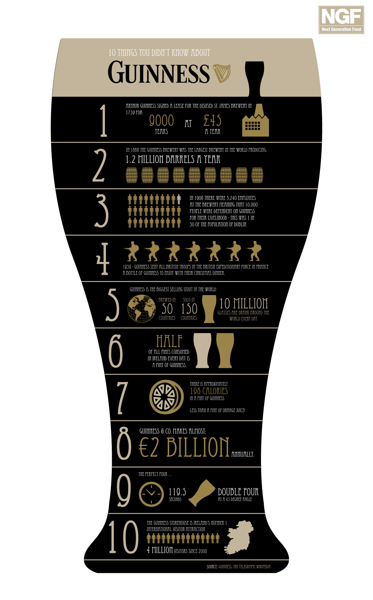 NGF
Next Generation Food
10 THINGS YOU DIDN'T KNOW ABOUT
GUINNESS
1
ARTHUR GUINNESS SIGNED A LEASE FOR THE DISUSED ST. JAMES BREWERY IN
1759 FOR
9000
YEARS
AT
£45
A YEAR
2
IN 1880 THE GUINNESS BREWERY WAS THE LARGEST BREWERY IN THE WORLD PRODUCING
1.2 MILLION BARRELS A YEAR
3
IN 1900 THERE WERE 3,240 EMPLOYEES
AT THE BREWERY MEANING THAT 10,000
PEOPLE WERE DEPENDENT ON GUINNESS
FOR THEIR LIVELIHOOD - THIS WAS 1 IN
30 OF THE POPULATION OF DUBLIN
4
GUINNESS SENT ALL BRITISH TROOPS IN THE BRITISH EXPEDITIONARY FORCE IN FRANCE
A BOTTLE OF GUINNESS TO ENJOY WITH THEIR CHRISTMAS DINNER
5
GUINNESS IS THE BIGGEST SELLING STOUT IN THE WORLD
BREWED IN
50
COUNTRIES
SOLD IN
150
COUNTRIES
10 MILLION
GLASSES ARE DRUNK AROUND THE
WORLD EVERY DAY
6
HALF
OF ALL PINTS CONSUMED
IN IRELAND EVERY DAY IS
A PINT OF GUINNESS
7
THERE IS APPROXIMATELY
198 CALORIES
IN A PINT OF GUINNESS
LESS THAN A PINT OF ORANGE JUICE
8
GUINNESS & CO. MAKES ALMOST
€2 BILLION
ANNUALLY
9
THE PERFECT POUR ...
119.5
SECONDS
DOUBLE POUR
AT A 45 DEGREE ANGLE
10
THE GUINNESS STOREHOUSE IS IRELAND'S NUMBER 1
INTERNATIONAL VISITOR ATTRACTION
4 MILLION VISITORS SINCE 2000
SOURCE: GUINNESS, THE TELEGRAPH,